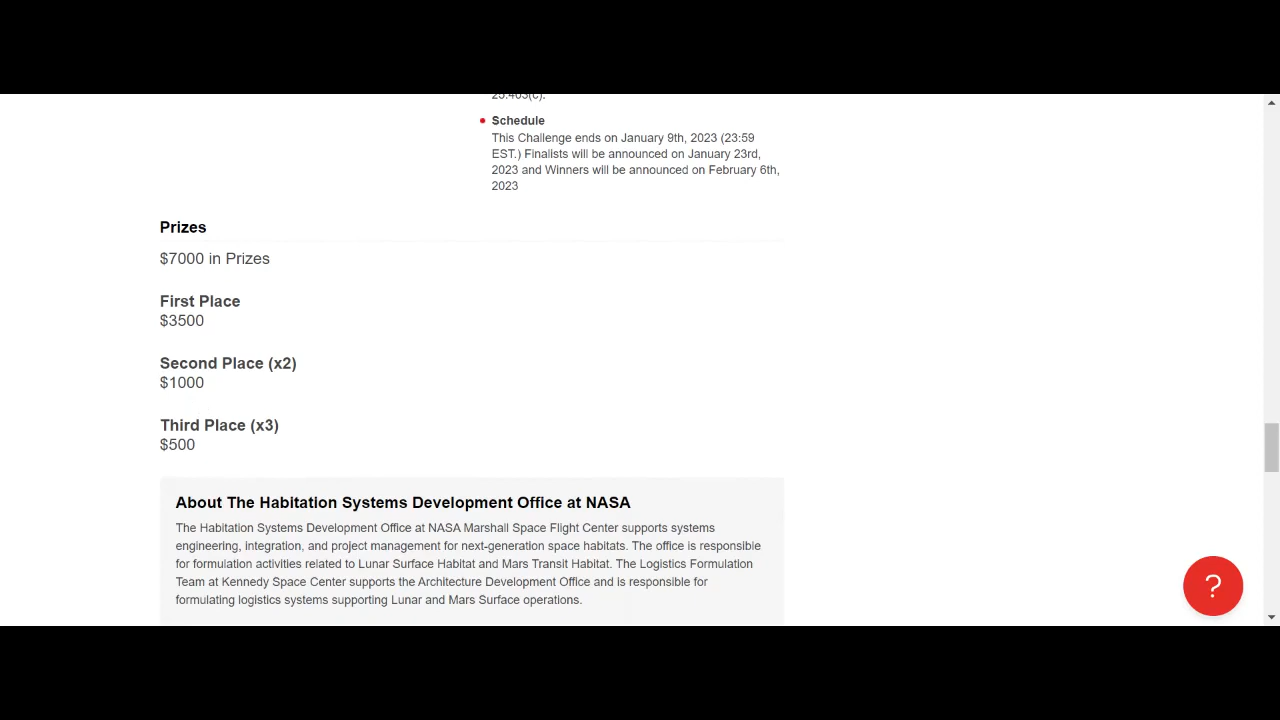 25.403(c).
Schedule
This Challenge ends on January 9th, 2023 (23:59
EST.) Finalists will be announced on January 23rd,
2023 and Winners will be announced on February 6th,
2023
Prizes
$7000 in Prizes
First Place
$3500
Second Place (x2)
$1000
Third Place (x3)
$500
About The Habitation Systems Development Office at NASA
The Habitation Systems Development Office at NASA Marshall Space Flight Center supports systems
engineering, integration, and project management for next-generation space habitats. The office is responsible
for formulation activities related to Lunar Surface Habitat and Mars Transit Habitat. The Logistics Formulation
Team at Kennedy Space Center supports the Architecture Development Office and is responsible for
formulating logistics systems supporting Lunar and Mars Surface operations.
?